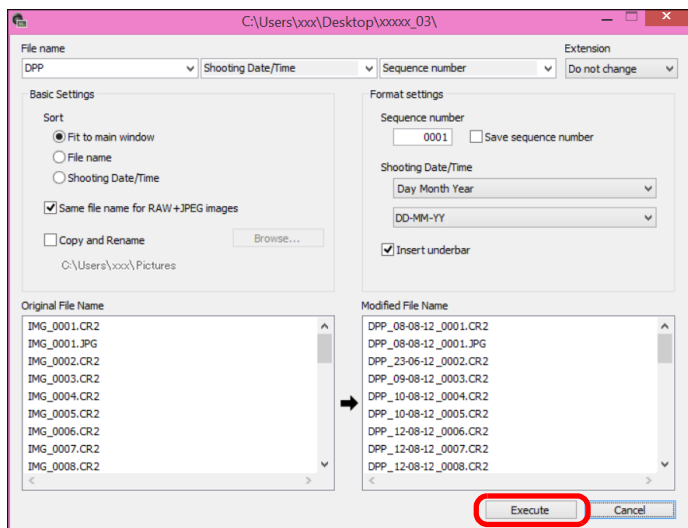 C:\Users\xxx\Desktop\xxxxx_03\
File name
Extension
DPP Shooting Date/Time Sequence number Do not change
Basic Settings
Sort
Fit to main window
File name
Shooting Date/Time
Same file name for RAW+JPEG images
Copy and Rename Browse...
C:\Users\xxx\Pictures
Format settings
Sequence number
0001 Save sequence number
Shooting Date/Time
Day Month Year
DD-MM-YY
Insert underbar
Original File Name
IMG_0001.CR2
IMG_0001.JPG
IMG_0002.CR2
IMG_0003.CR2
IMG_0004.CR2
IMG_0005.CR2
IMG_0006.CR2
IMG_0007.CR2
IMG_0008.CR2
Modified File Name
DPP_08-08-12_0001.CR2
DPP_08-08-12_0001.JPG
DPP_23-06-12_0002.CR2
DPP_09-08-12_0003.CR2
DPP_10-08-12_0004.CR2
DPP_10-08-12_0005.CR2
DPP_12-08-12_0006.CR2
DPP_12-08-12_0007.CR2
DPP_12-08-12_0008.CR2
Execute Cancel